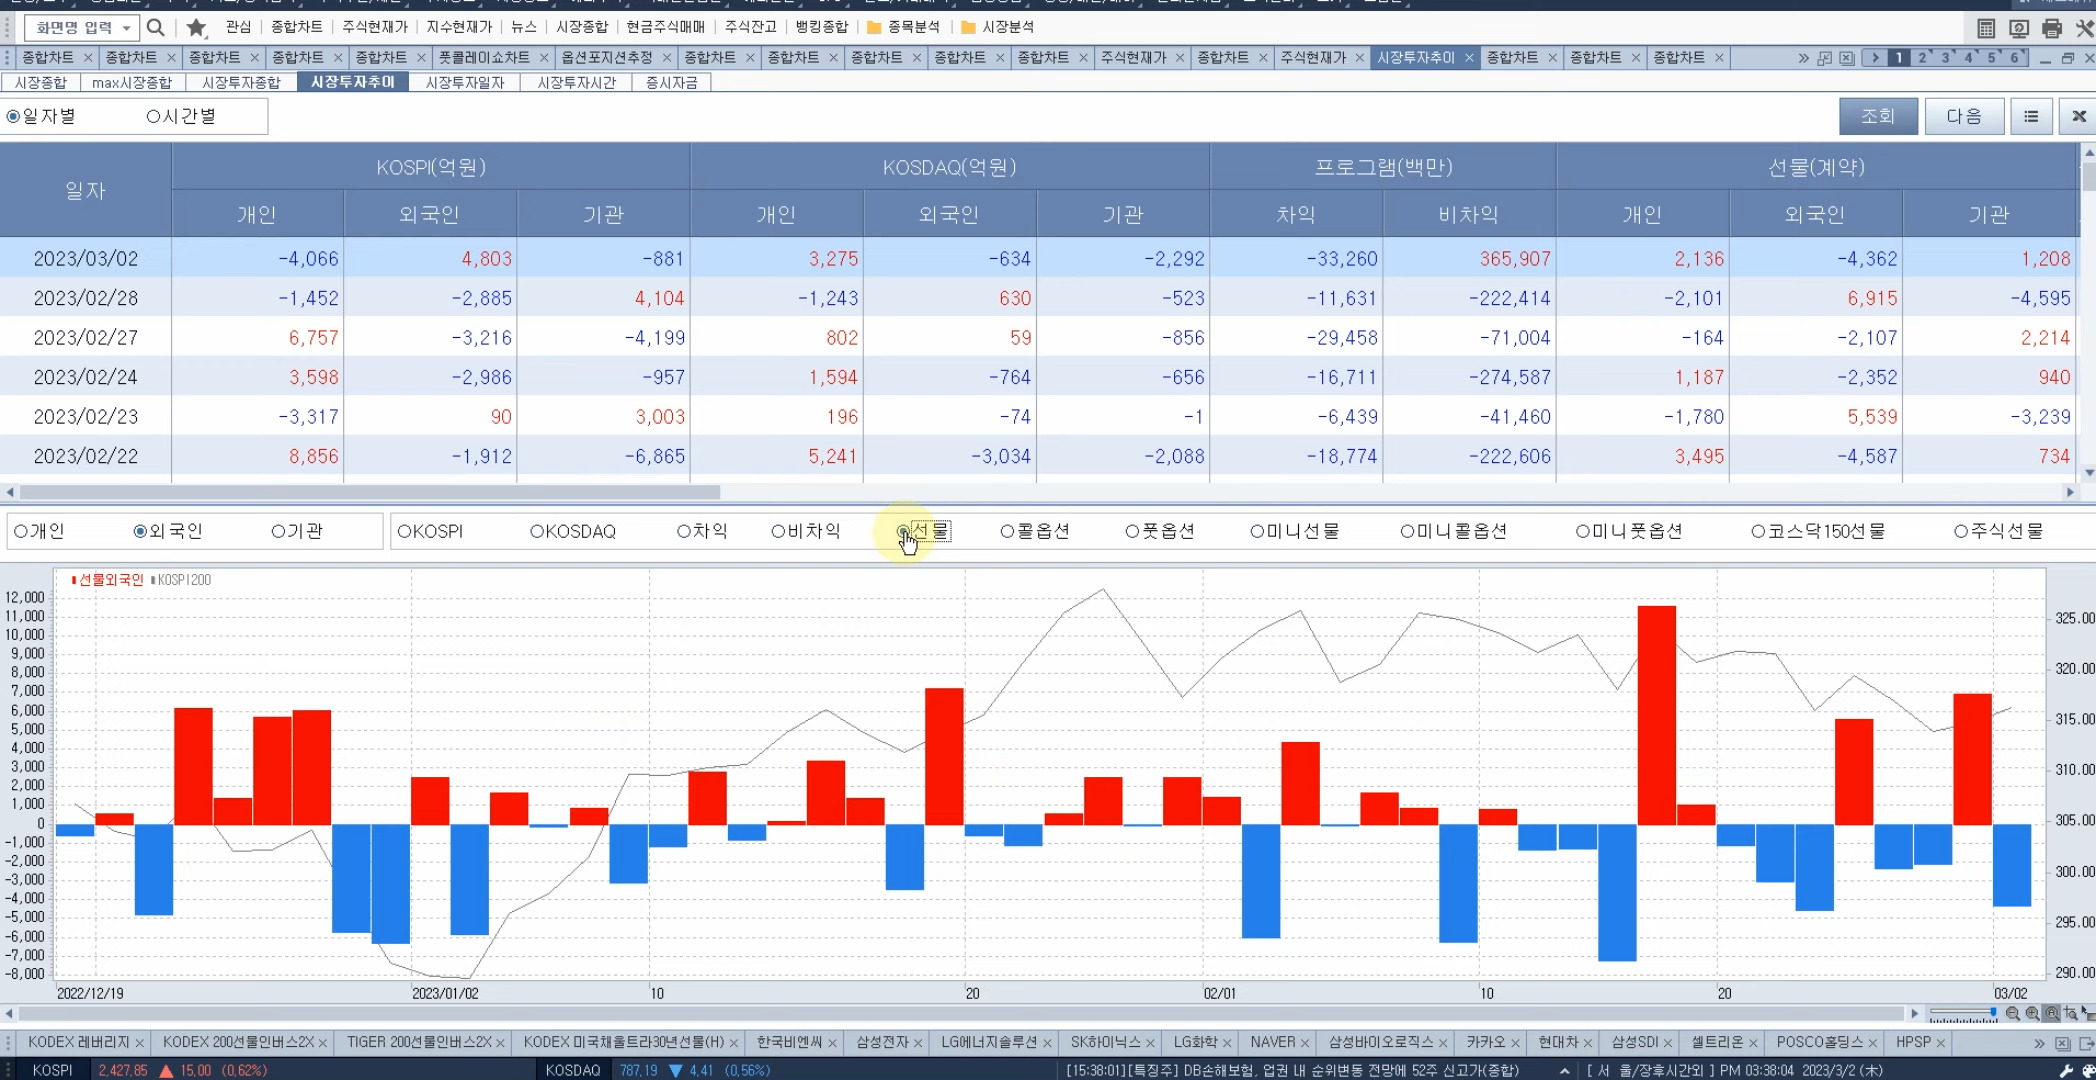 화면명 입력 관심 종합차트 주식현재가 지수현재가 뉴스 시장종합 현금주식매매 주식잔고 뱅킹종합 종목분석 시장분석
종합차트 × 종합차트 × 종합차트 × 종합차트 × 종합차트 × 풋콜레이쇼차트 × 옵션포지션추정 × 종합차트 × 종합차트 × 종합차트 × 종합차트 × 종합차트 × 주식현재가 × 종합차트 × 주식현재가 × 시장투자추이 × 종합차트 × 종합차트 × 종합차트 × 1 2 3 4 5 6
시장종합 max시장종합 시장투자종합 시장투자추이 시장투자일자 시장투자시간 증시자금
일자별 시간별 조회 다음
일자 KOSPI(억원) KOSDAQ(억원) 프로그램(백만) 선물(계약)
개인 외국인 기관 개인 외국인 기관 차익 비차익 개인 외국인 기관
2023/03/02 -4,066 4,803 -881 3,275 -634 -2,292 -33,260 365,907 2,136 -4,362 1,208
2023/02/28 -1,452 -2,885 4,104 -1,243 630 -523 -11,631 -222,414 -2,101 6,915 -4,595
2023/02/27 6,757 -3,216 -4,199 802 59 -856 -29,458 -71,004 -164 -2,107 2,214
2023/02/24 3,598 -2,986 -957 1,594 -764 -656 -16,711 -274,587 1,187 -2,352 940
2023/02/23 -3,317 90 3,003 196 -74 -1 -6,439 -41,460 -1,780 5,539 -3,239
2023/02/22 8,856 -1,912 -6,865 5,241 -3,034 -2,088 -18,774 -222,606 3,495 -4,587 734
개인 외국인 기관 KOSPI KOSDAQ 차익 비차익 선물 콜옵션 풋옵션 미니선물 미니콜옵션 미니풋옵션 코스닥150선물 주식선물
선물외국인 KOSPI200
12,000
11,000 325.00
10,000
9,000
8,000 320.00
7,000
6,000 315.00
5,000
4,000
3,000 310.00
2,000
1,000
0 305.00
-1,000
-2,000
-3,000 300.00
-4,000
-5,000 295.00
-6,000
-7,000
-8,000 290.00
2022/12/19 2023/01/02 10 20 02/01 10 20 03/02
KODEX 레버리지 × KODEX 200선물인버스2X × TIGER 200선물인버스2X × KODEX 미국채울트라30년선물(H) × 한국비엔씨 × 삼성전자 × LG에너지솔루션 × SK하이닉스 × LG화학 × NAVER × 삼성바이오로직스 × 카카오 × 현대차 × 삼성SDI × 셀트리온 × POSCO홀딩스 × HPSP ×
KOSPI 2,427.85 ▲ 15.00 (0.62%) KOSDAQ 787.19 ▼ 4.41 (0.56%) [15:38:01][특징주] DB손해보험, 업권 내 순위변동 전망에 52주 신고가(종합) [ 서 울/장후시간외 ] PM 03:38:04 2023/3/2 (木)